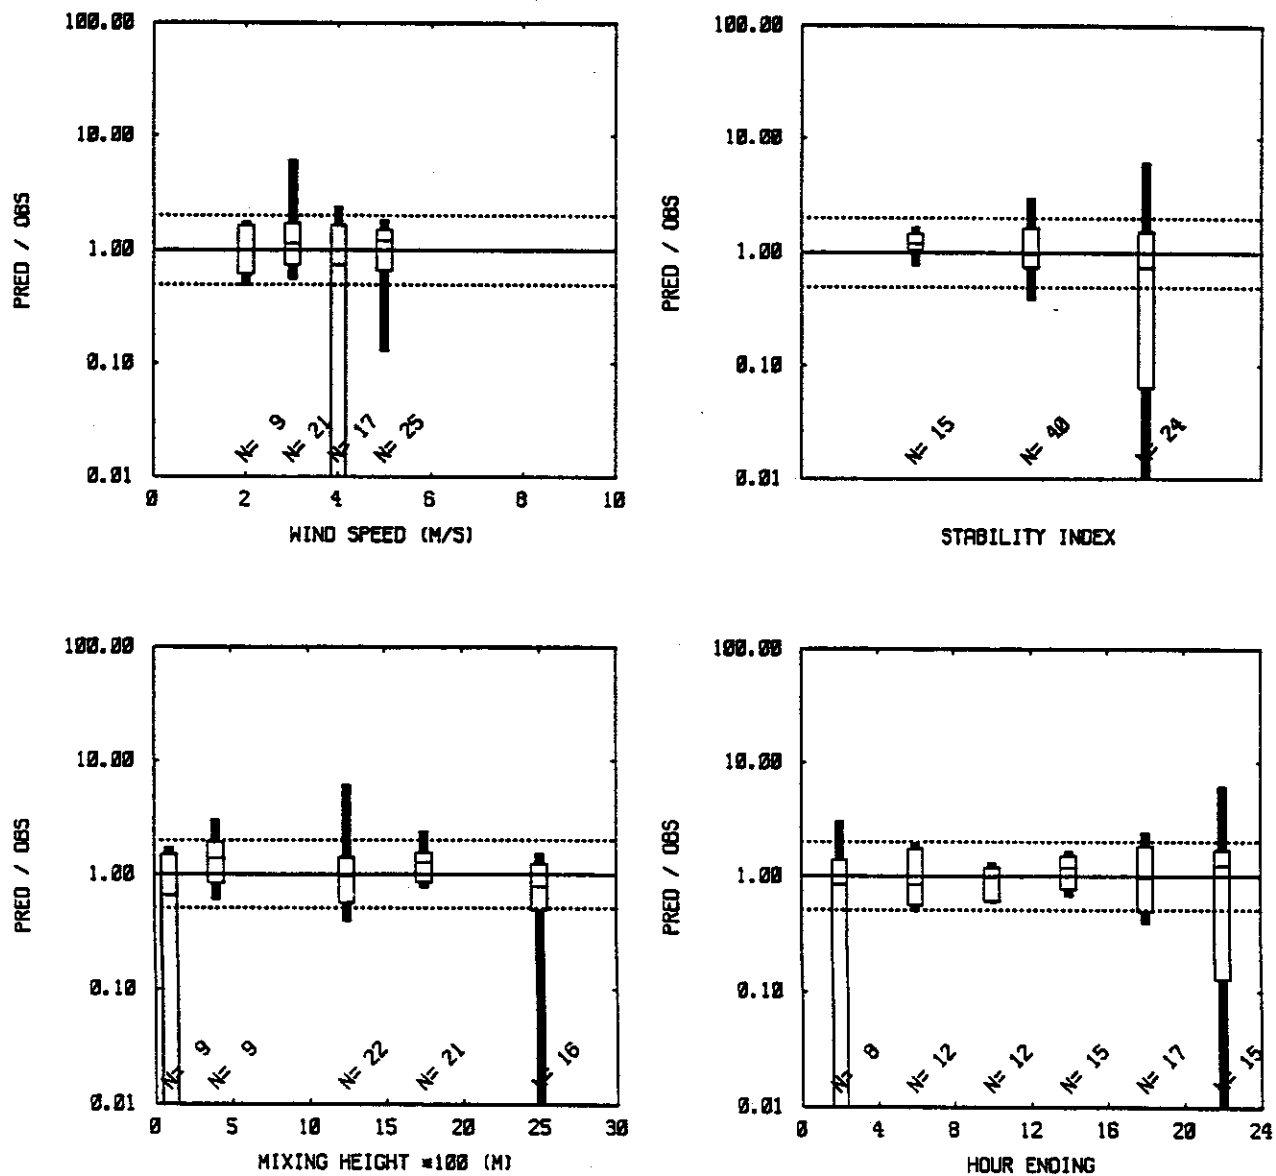 100.00
10.00
1.00
0.10
0.01
PRED / OBS
N= 9
N= 21
N= 17
N= 25
0 2 4 6 8 10
WIND SPEED (M/S)
100.00
10.00
1.00
0.10
0.01
PRED / OBS
N= 15
N= 40
N= 24
STABILITY INDEX
100.00
10.00
1.00
0.10
0.01
PRED / OBS
N= 9
N= 9
N= 22
N= 21
N= 16
0 5 10 15 20 25 30
MIXING HEIGHT *100 (M)
100.00
10.00
1.00
0.10
0.01
PRED / OBS
N= 8
N= 12
N= 12
N= 15
N= 17
N= 15
0 4 8 12 16 20 24
HOUR ENDING